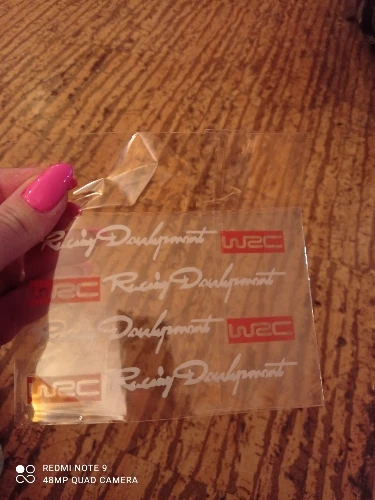 Racing Development WRC
WRC Racing Development
Racing Development WRC
WRC Racing Development
REDMI NOTE 9
48MP QUAD CAMERA